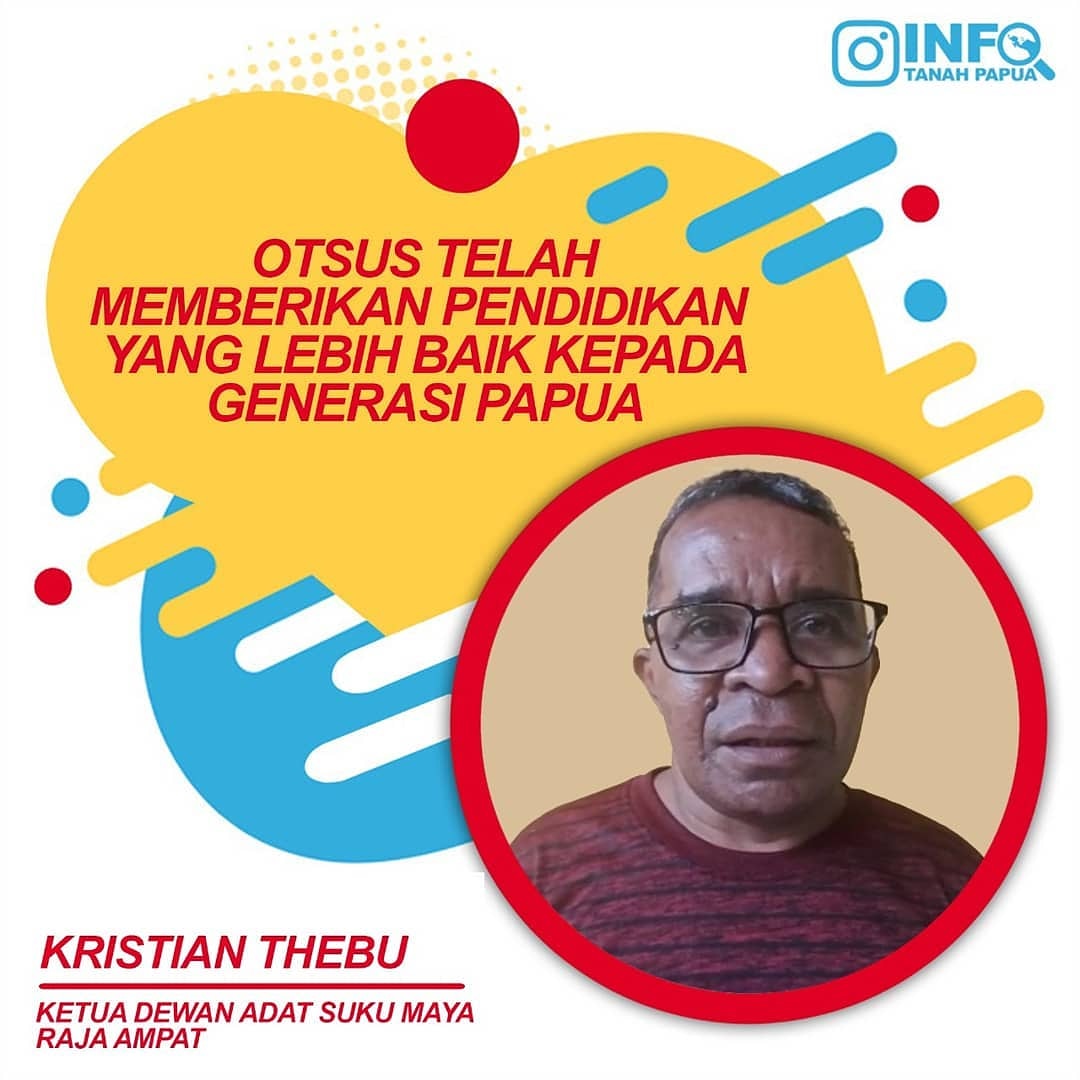 INFO
TANAH PAPUA
OTSUS TELAH
MEMBERIKAN PENDIDIKAN
YANG LEBIH BAIK KEPADA
GENERASI PAPUA
KRISTIAN THEBU
KETUA DEWAN ADAT SUKU MAYA
RAJA AMPAT